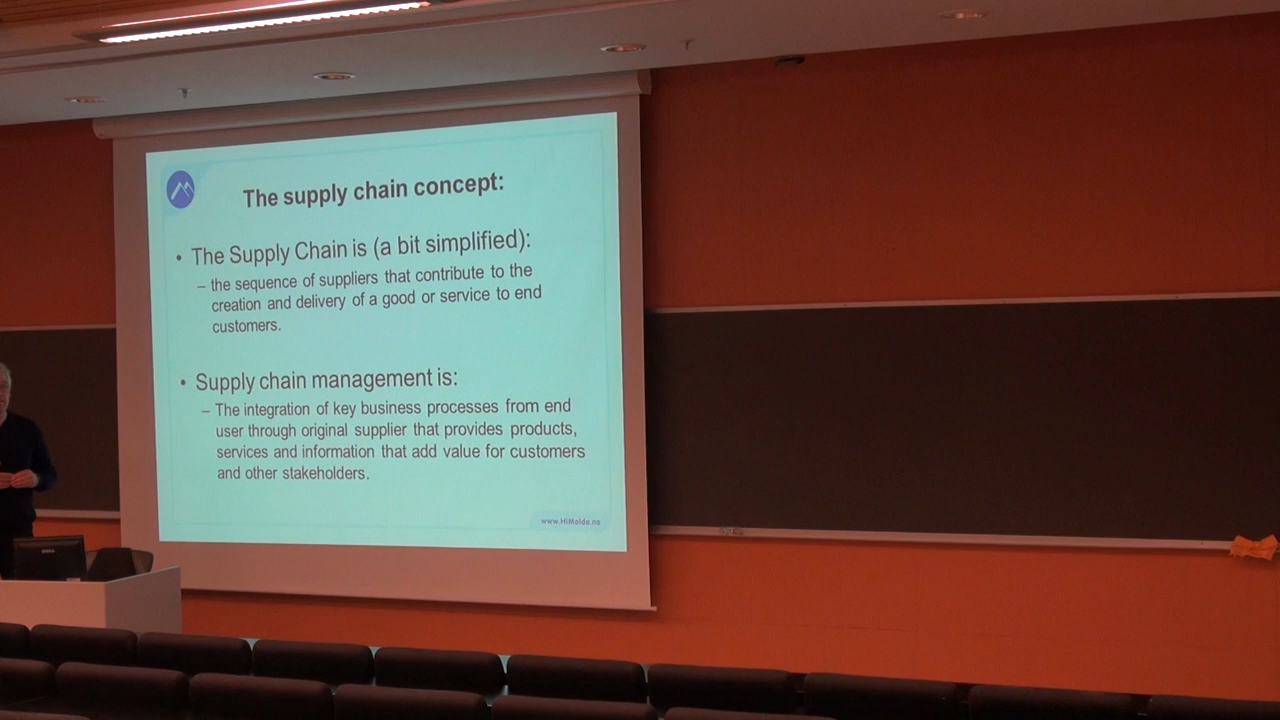 The supply chain concept:
• The Supply Chain is (a bit simplified):
– the sequence of suppliers that contribute to the
creation and delivery of a good or service to end
customers.
• Supply chain management is:
– The integration of key business processes from end
user through original supplier that provides products,
services and information that add value for customers
and other stakeholders.
www.HiMolde.no
DELL